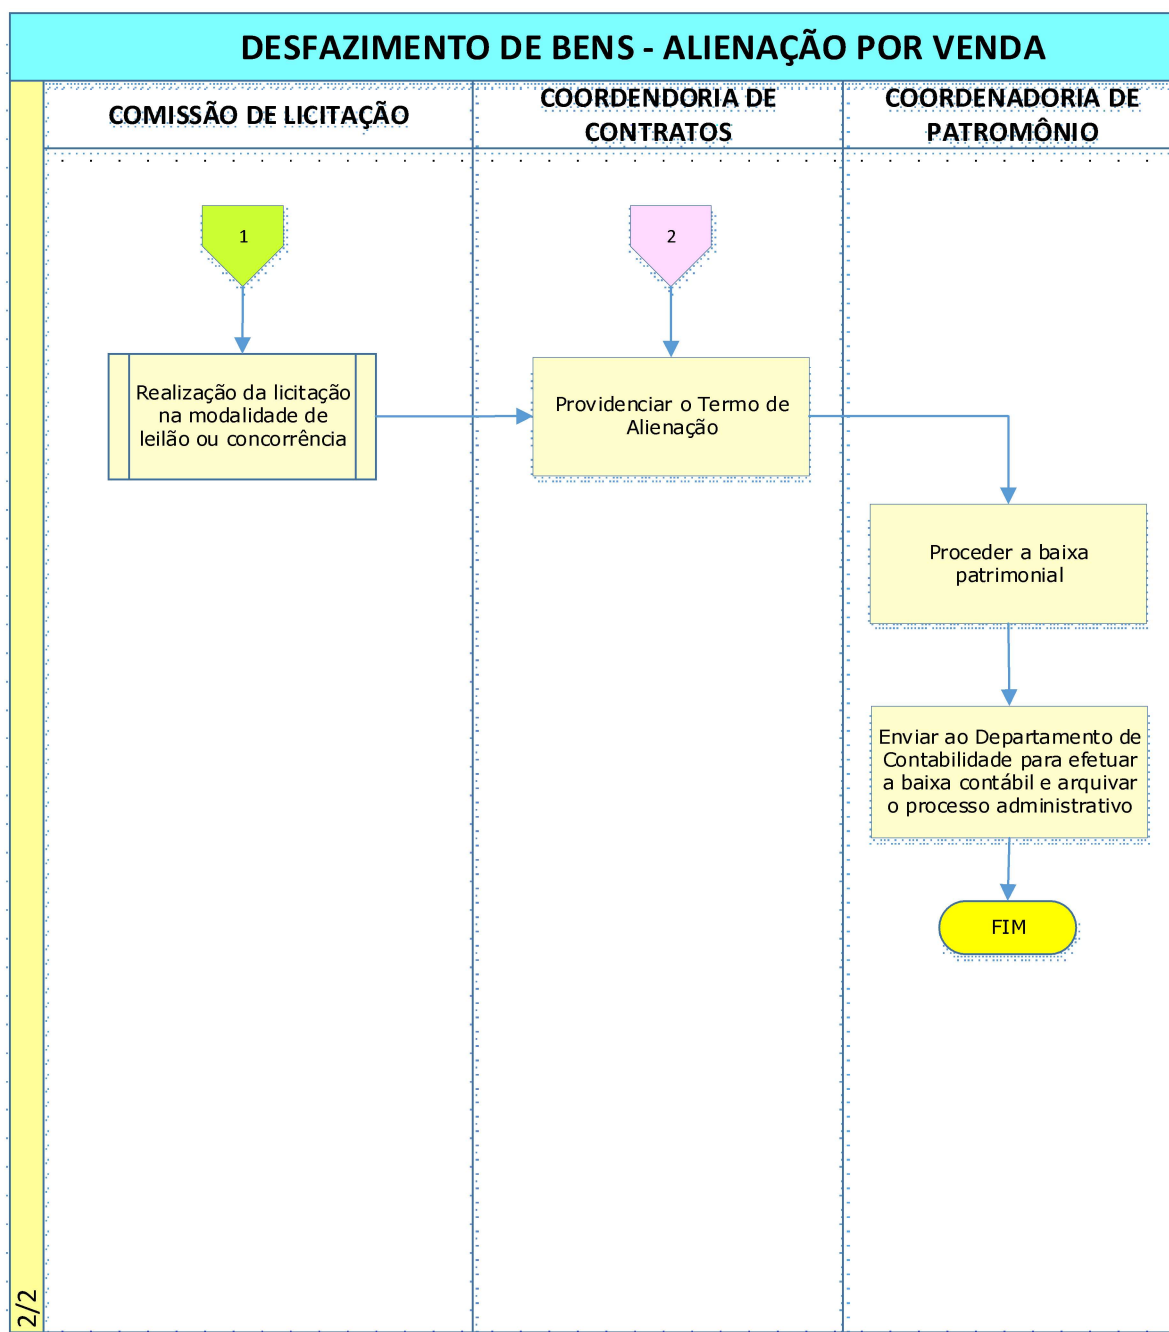 DESFAZIMENTO DE BENS - ALIENAÇÃO POR VENDA
COMISSÃO DE LICITAÇÃO
COORDENDORIA DE
CONTRATOS
COORDENADORIA DE
PATROMÔNIO
1
2
Realização da licitação
na modalidade de
leilão ou concorrência
Providenciar o Termo de
Alienação
Proceder a baixa
patrimonial
Enviar ao Departamento de
Contabilidade para efetuar
a baixa contábil e arquivar
o processo administrativo
FIM
2/2